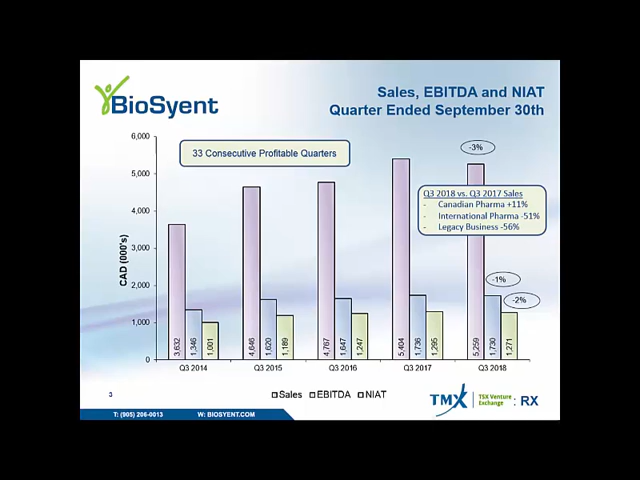 BioSyent
Sales, EBITDA and NIAT
Quarter Ended September 30th
33 Consecutive Profitable Quarters
CAD (000's)
6,000
5,000
4,000
3,000
2,000
1,000
0
-3%
Q3 2018 vs. Q3 2017 Sales
- Canadian Pharma +11%
- International Pharma -51%
- Legacy Business -56%
-1%
-2%
3,632 1,346 1,001
4,646 1,620 1,189
4,767 1,647 1,247
5,404 1,736 1,295
5,259 1,730 1,271
Q3 2014 Q3 2015 Q3 2016 Q3 2017 Q3 2018
Sales EBITDA NIAT
3
TMX TSX Venture
Exchange : RX
T: (905) 206-0013 W: BIOSYENT.COM